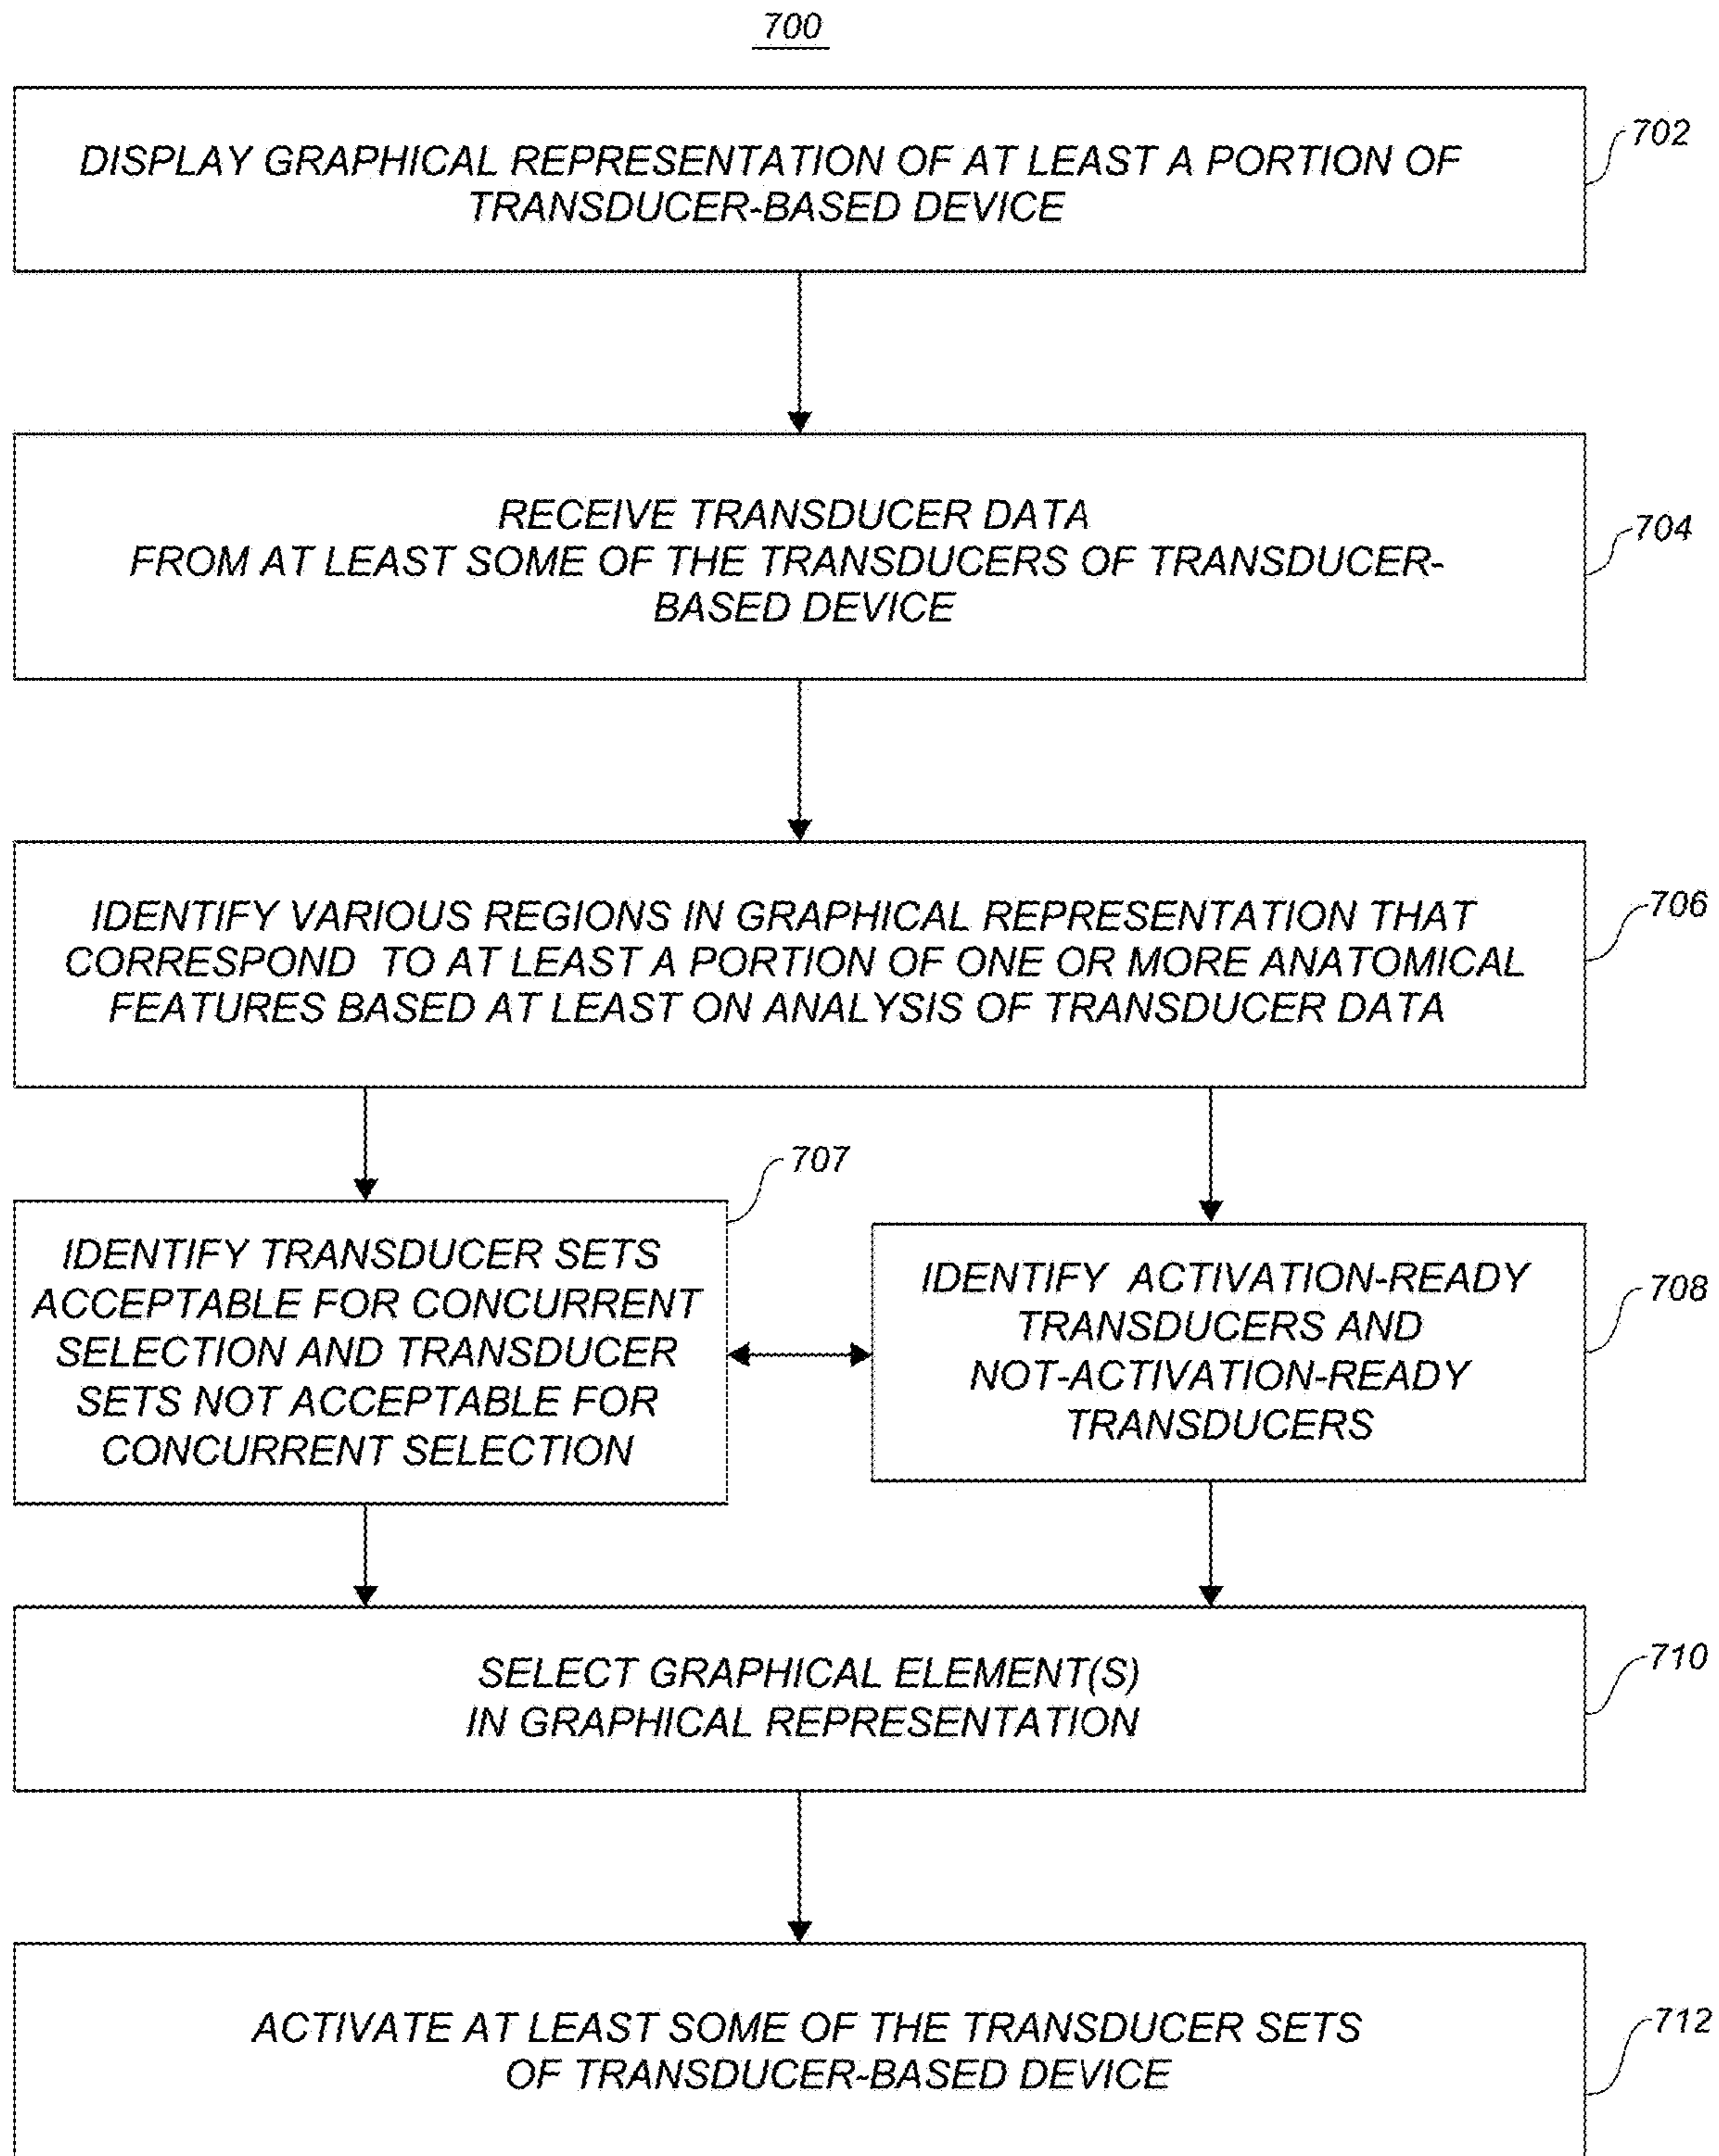 700
DISPLAY GRAPHICAL REPRESENTATION OF AT LEAST A PORTION OF
TRANSDUCER-BASED DEVICE
702
RECEIVE TRANSDUCER DATA
FROM AT LEAST SOME OF THE TRANSDUCERS OF TRANSDUCER-
BASED DEVICE
704
IDENTIFY VARIOUS REGIONS IN GRAPHICAL REPRESENTATION THAT
CORRESPOND TO AT LEAST A PORTION OF ONE OR MORE ANATOMICAL
FEATURES BASED AT LEAST ON ANALYSIS OF TRANSDUCER DATA
706
IDENTIFY TRANSDUCER SETS
ACCEPTABLE FOR CONCURRENT
SELECTION AND TRANSDUCER
SETS NOT ACCEPTABLE FOR
CONCURRENT SELECTION
707
IDENTIFY ACTIVATION-READY
TRANSDUCERS AND
NOT-ACTIVATION-READY
TRANSDUCERS
708
SELECT GRAPHICAL ELEMENT(S)
IN GRAPHICAL REPRESENTATION
710
ACTIVATE AT LEAST SOME OF THE TRANSDUCER SETS
OF TRANSDUCER-BASED DEVICE
712